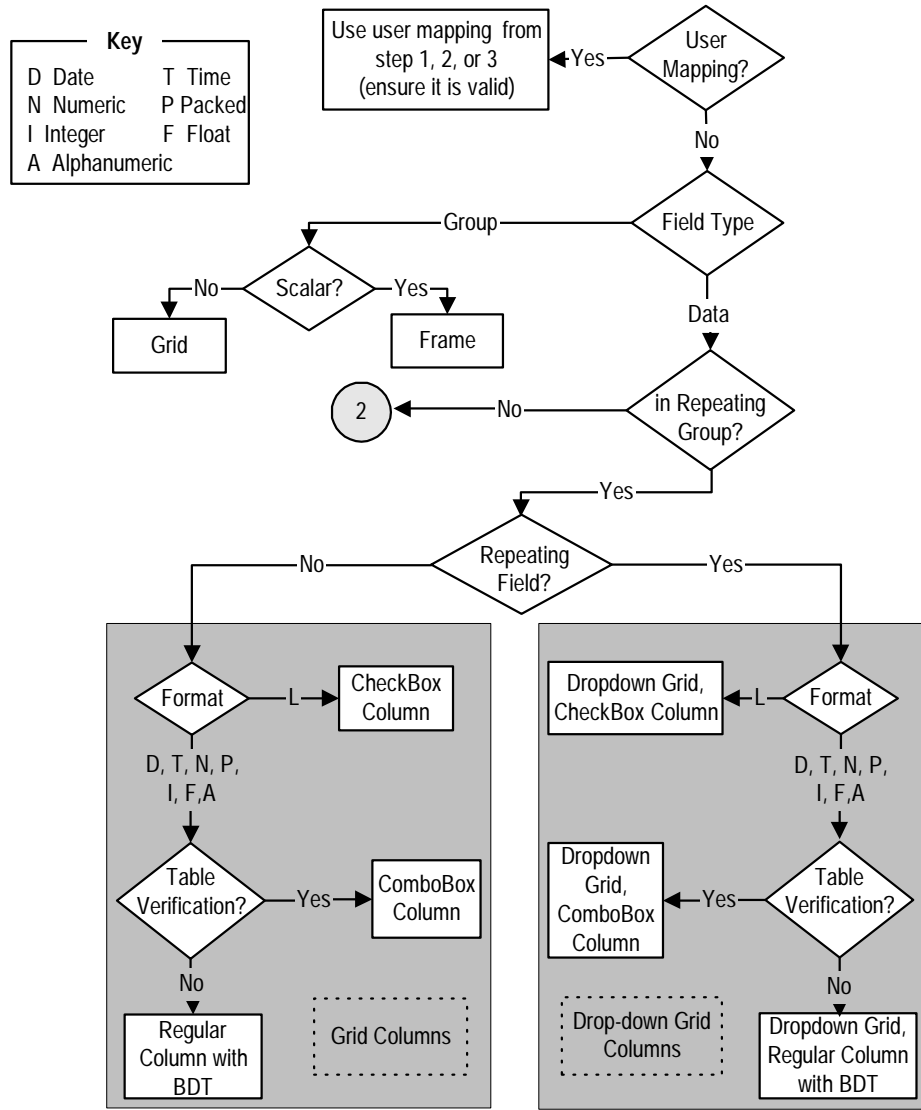 Key
D Date T Time
N Numeric P Packed
I Integer F Float
A Alphanumeric
Use user mapping from
step 1, 2, or 3
(ensure it is valid)
Yes
User
Mapping?
No
Group
Field Type
No
Scalar?
Yes
Data
Grid
Frame
2
No
in Repeating
Group?
Yes
No
Repeating
Field?
Yes
Format
L
CheckBox
Column
D, T, N, P,
I, F,A
Table
Verification?
Yes
ComboBox
Column
No
Regular
Column with
BDT
Grid Columns
Dropdown Grid,
CheckBox Column
L
Format
D, T, N, P,
I, F,A
Dropdown
Grid,
ComboBox
Column
Yes
Table
Verification?
No
Drop-down Grid
Columns
Dropdown Grid,
Regular Column
with BDT